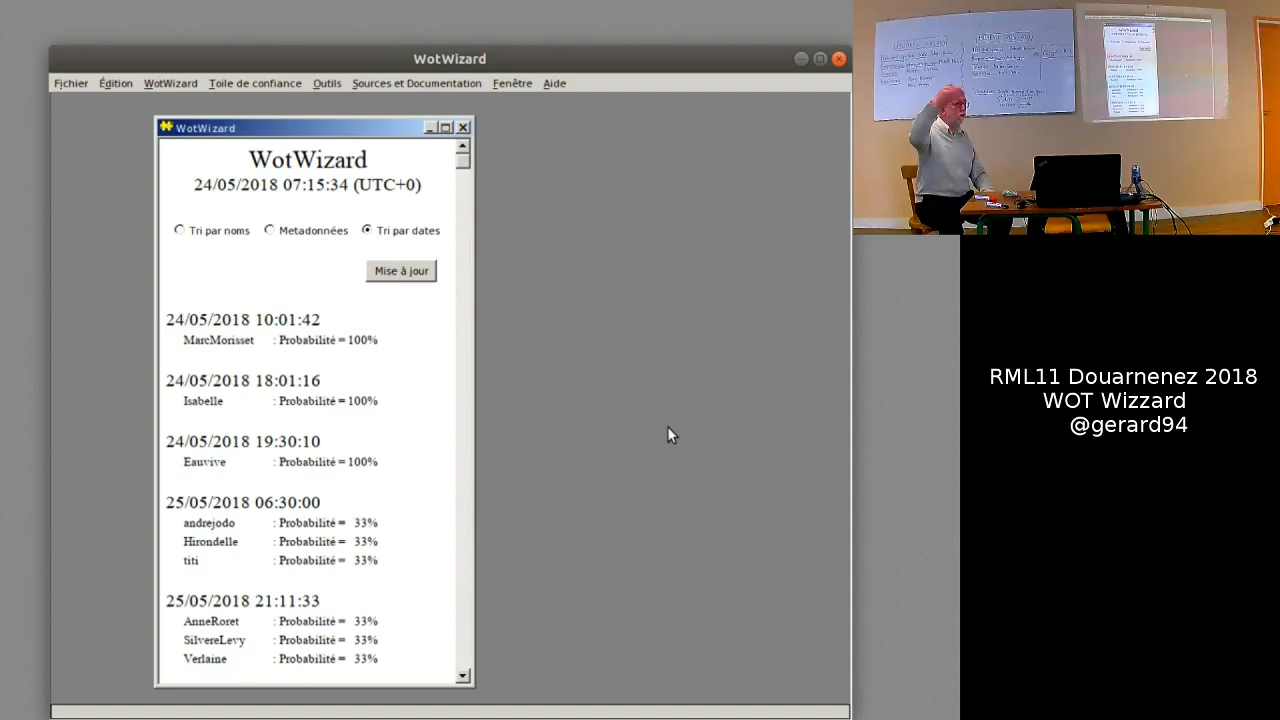 WotWizard
Fichier Édition WotWizard Toile de confiance Outils Sources et Documentation Fenêtre Aide
WotWizard
WotWizard
24/05/2018 07:15:34 (UTC+0)
Tri par noms Metadonnées Tri par dates
Mise à jour
24/05/2018 10:01:42
MarcMorisset : Probabilité = 100%
24/05/2018 18:01:16
Isabelle : Probabilité = 100%
24/05/2018 19:30:10
Eauvive : Probabilité = 100%
25/05/2018 06:30:00
andrejodo : Probabilité = 33%
Hirondelle : Probabilité = 33%
titi : Probabilité = 33%
25/05/2018 21:11:33
AnneRoret : Probabilité = 33%
SilvereLevy : Probabilité = 33%
Verlaine : Probabilité = 33%
WotWizard
RML11 Douarnenez 2018
WOT Wizzard
@gerard94